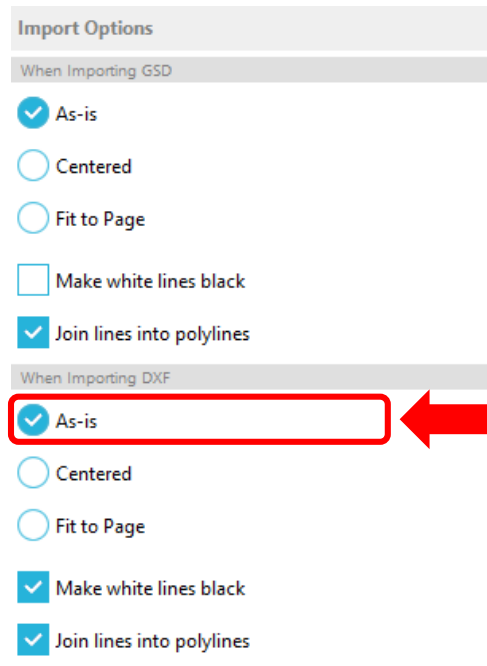 Import Options
When Importing GSD
As-is
Centered
Fit to Page
Make white lines black
Join lines into polylines
When Importing DXF
As-is
Centered
Fit to Page
Make white lines black
Join lines into polylines